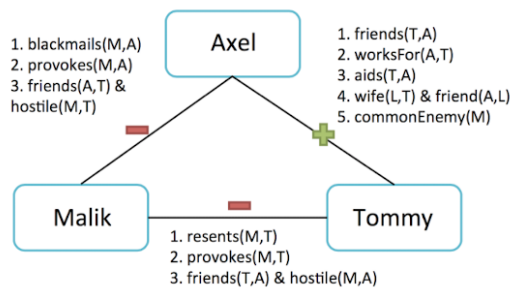 1. blackmails(M,A)
2. provokes(M,A)
3. friends(A,T) &
hostile(M,T)
Axel
1. friends(T,A)
2. worksFor(A,T)
3. aids(T,A)
4. wife(L,T) & friend(A,L)
5. commonEnemy(M)
Malik
Tommy
1. resents(M,T)
2. provokes(M,T)
3. friends(T,A) & hostile(M,A)